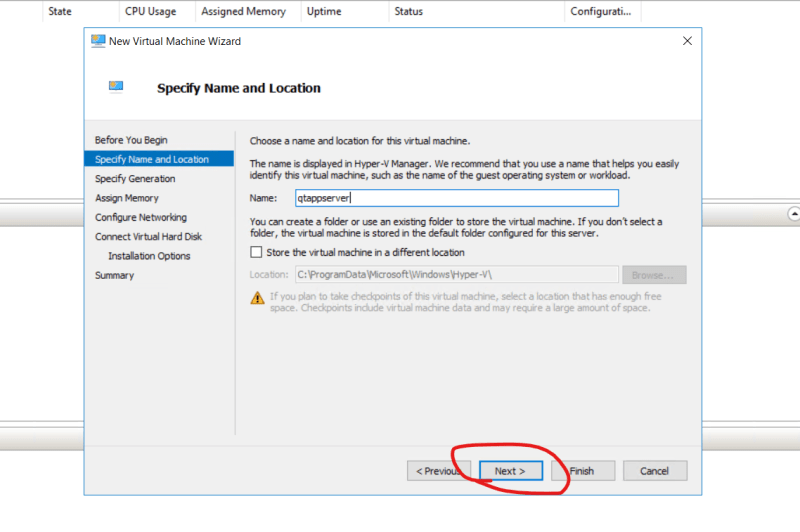 State CPU Usage Assigned Memory Uptime Status Configurati...
New Virtual Machine Wizard
Specify Name and Location
Before You Begin
Specify Name and Location
Specify Generation
Assign Memory
Configure Networking
Connect Virtual Hard Disk
Installation Options
Summary
Choose a name and location for this virtual machine.
The name is displayed in Hyper-V Manager. We recommend that you use a name that helps you easily
identify this virtual machine, such as the name of the guest operating system or workload.
Name: qtappserver
You can create a folder or use an existing folder to store the virtual machine. If you don't select a
folder, the virtual machine is stored in the default folder configured for this server.
Store the virtual machine in a different location
Location: C:\ProgramData\Microsoft\Windows\Hyper-V\ Browse...
If you plan to take checkpoints of this virtual machine, select a location that has enough free
space. Checkpoints include virtual machine data and may require a large amount of space.
< Previous Next > Finish Cancel